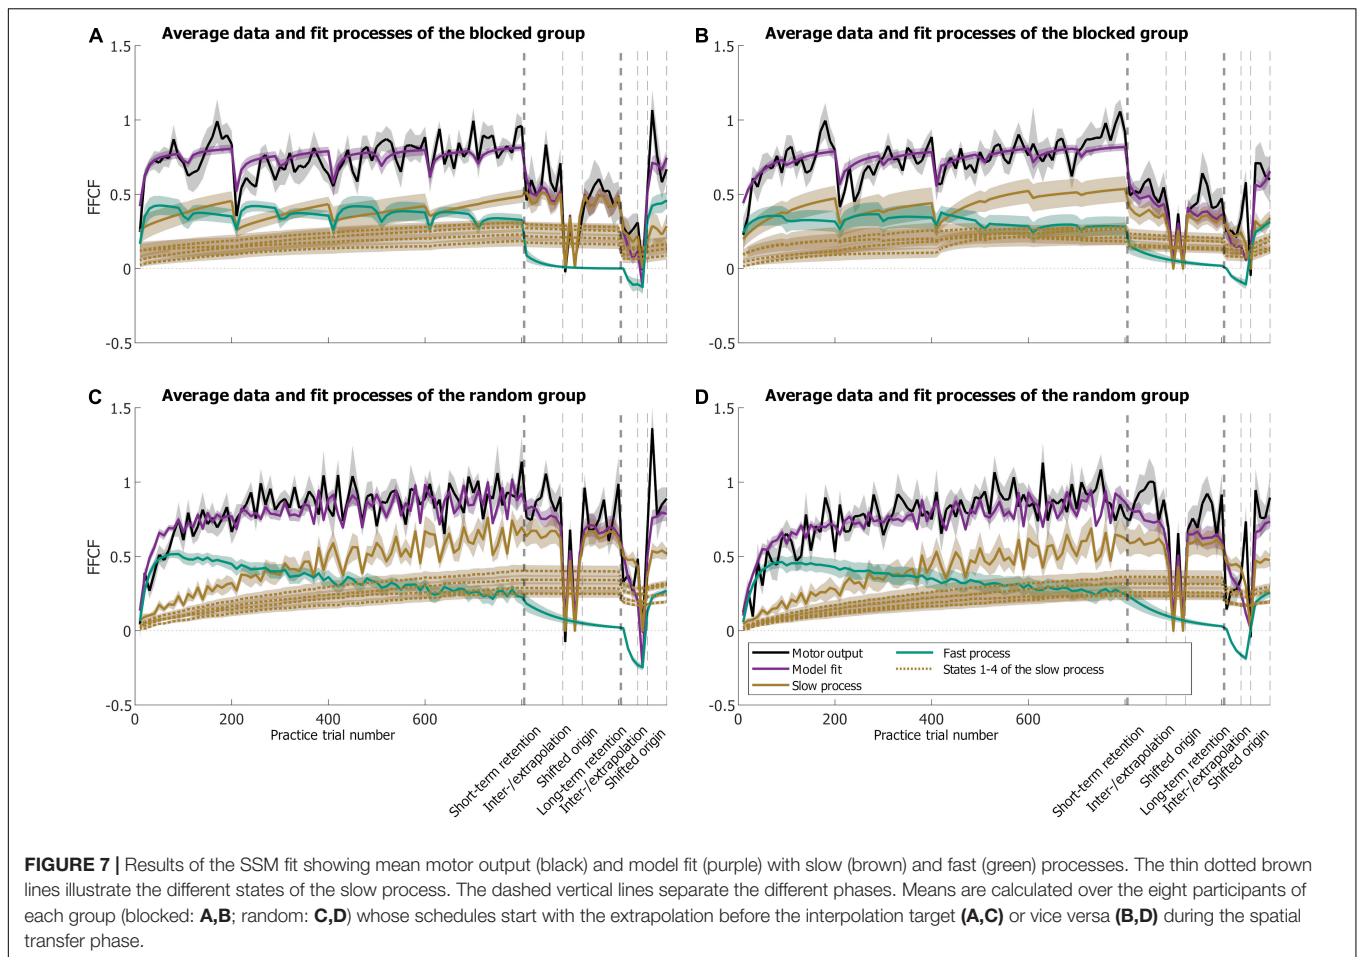 A
Average data and fit processes of the blocked group
1.5
1
0.5
0
-0.5
FFCF
200
400
600
B
Average data and fit processes of the blocked group
1.5
1
0.5
0
-0.5
200
400
600
C
Average data and fit processes of the random group
1.5
1
0.5
0
-0.5
FFCF
0
200
400
600
Practice trial number
Short-term retention
Inter-/extrapolation
Shifted origin
Long-term retention
Inter-/extrapolation
Shifted origin
D
Average data and fit processes of the random group
1.5
1
0.5
0
-0.5
Motor output
Model fit
Slow process
Fast process
States 1-4 of the slow process
0
200
400
600
Practice trial number
Short-term retention
Inter-/extrapolation
Shifted origin
Long-term retention
Inter-/extrapolation
Shifted origin
FIGURE 7 | Results of the SSM fit showing mean motor output (black) and model fit (purple) with slow (brown) and fast (green) processes. The thin dotted brown
lines illustrate the different states of the slow process. The dashed vertical lines separate the different phases. Means are calculated over the eight participants of
each group (blocked: A,B; random: C,D) whose schedules start with the extrapolation before the interpolation target (A,C) or vice versa (B,D) during the spatial
transfer phase.